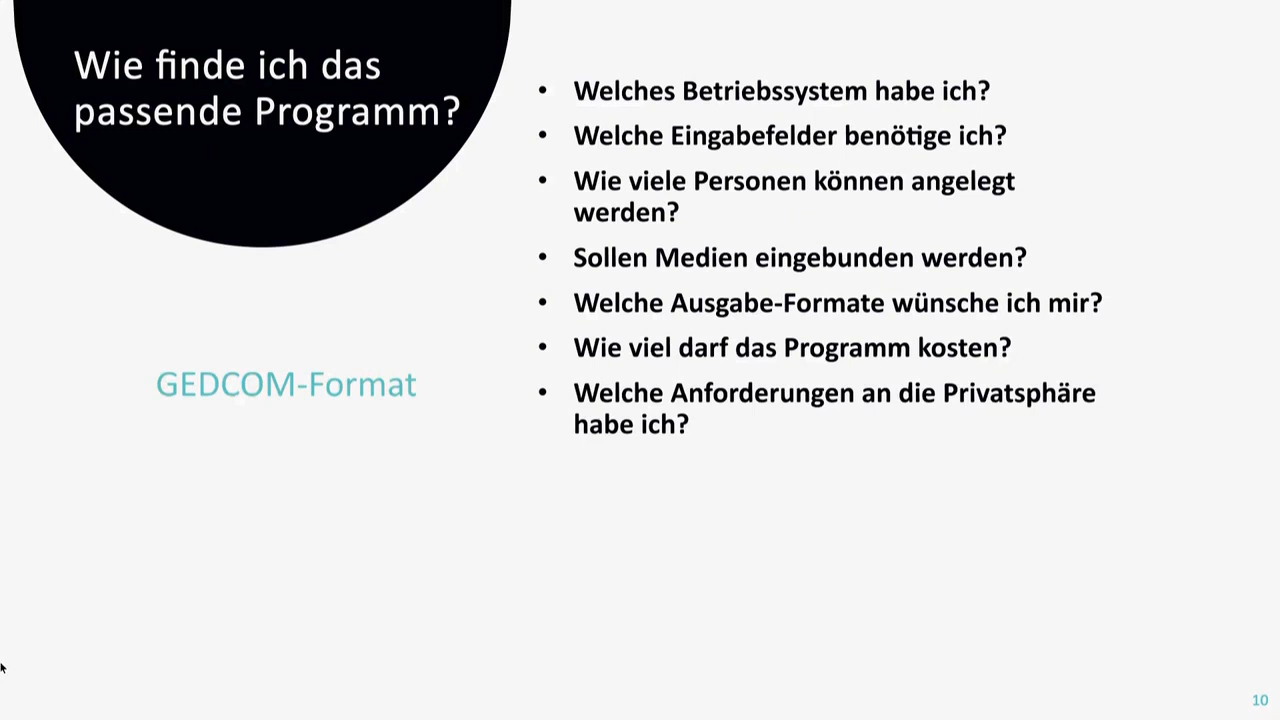 Wie finde ich das
passende Programm?
• Welches Betriebssystem habe ich?
• Welche Eingabefelder benötige ich?
• Wie viele Personen können angelegt
werden?
• Sollen Medien eingebunden werden?
• Welche Ausgabe-Formate wünsche ich mir?
• Wie viel darf das Programm kosten?
• Welche Anforderungen an die Privatsphäre
habe ich?
GEDCOM-Format
10